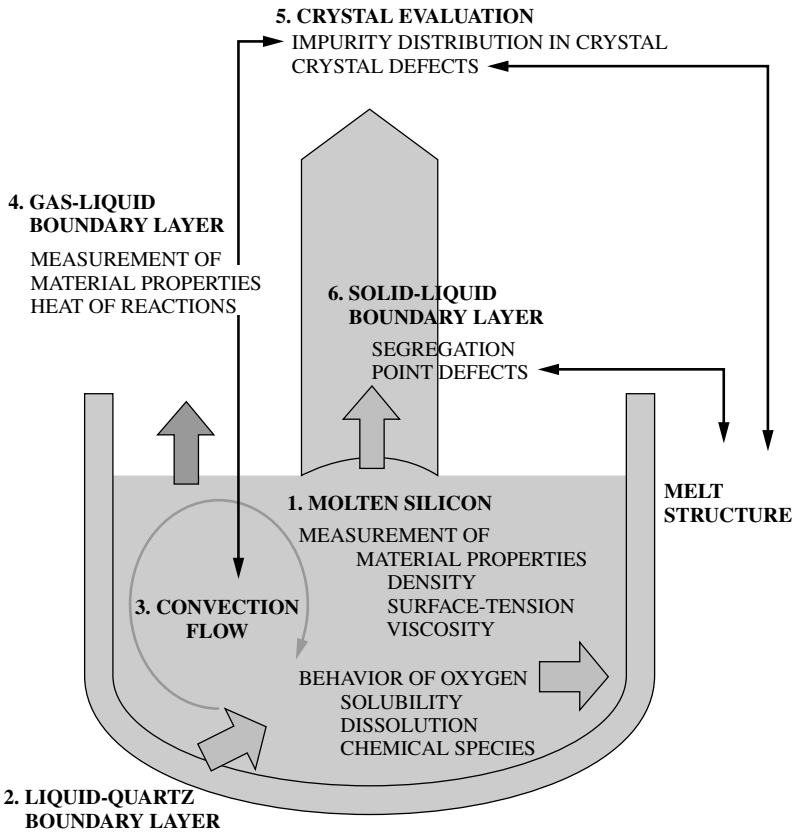 5. CRYSTAL EVALUATION
IMPURITY DISTRIBUTION IN CRYSTAL
CRYSTAL DEFECTS
4. GAS-LIQUID
BOUNDARY LAYER
MEASUREMENT OF
MATERIAL PROPERTIES
HEAT OF REACTIONS
6. SOLID-LIQUID
BOUNDARY LAYER
SEGREGATION
POINT DEFECTS
MELT
STRUCTURE
1. MOLTEN SILICON
MEASUREMENT OF
MATERIAL PROPERTIES
DENSITY
SURFACE-TENSION
VISCOSITY
3. CONVECTION
FLOW
BEHAVIOR OF OXYGEN
SOLUBILITY
DISSOLUTION
CHEMICAL SPECIES
2. LIQUID-QUARTZ
BOUNDARY LAYER